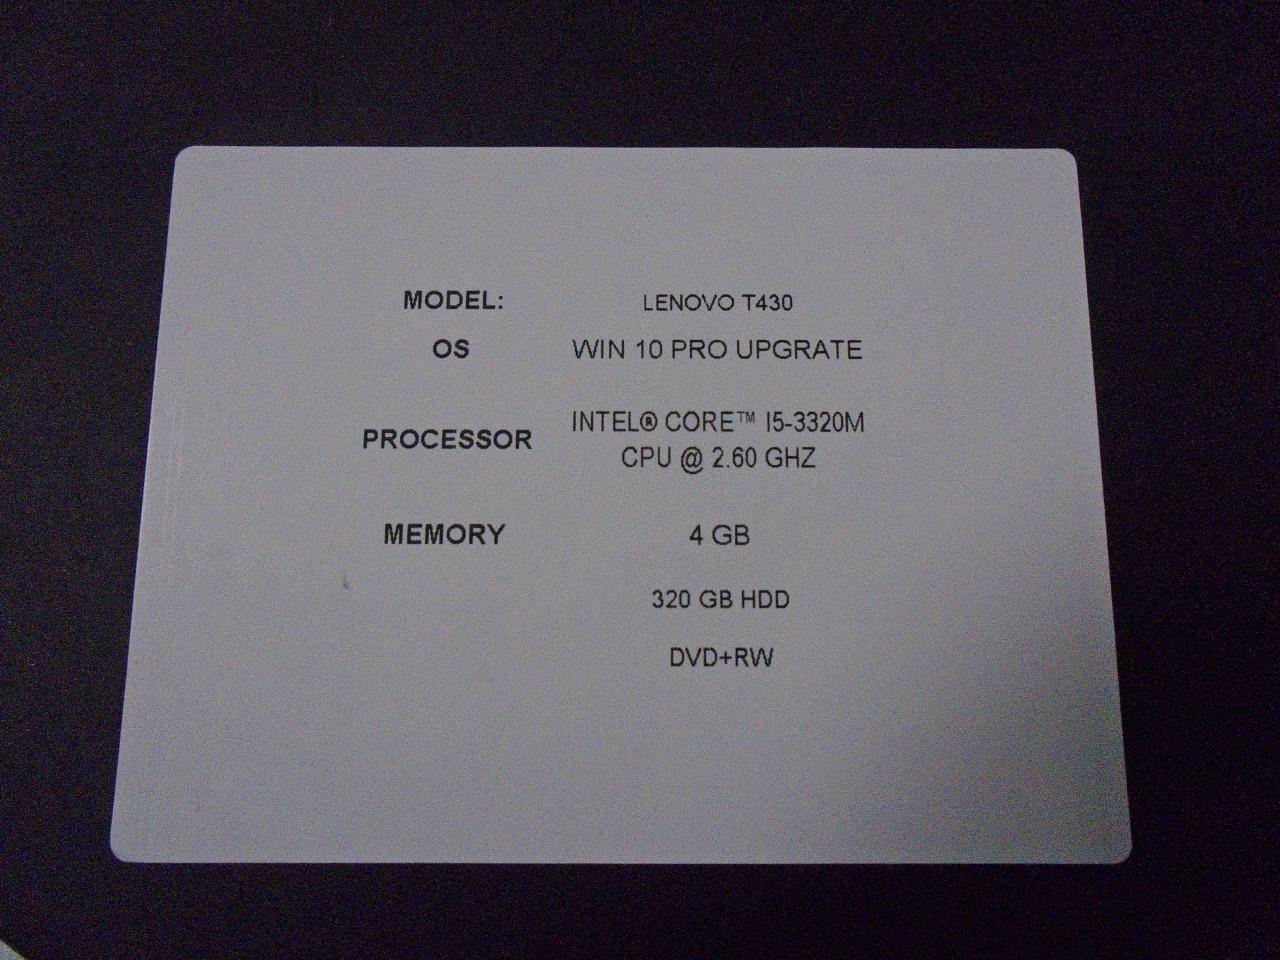 MODEL: LENOVO T430
OS WIN 10 PRO UPGRATE
INTEL® CORE™ I5-3320M
PROCESSOR
CPU @ 2.60 GHZ
MEMORY 4 GB
320 GB HDD
DVD+RW